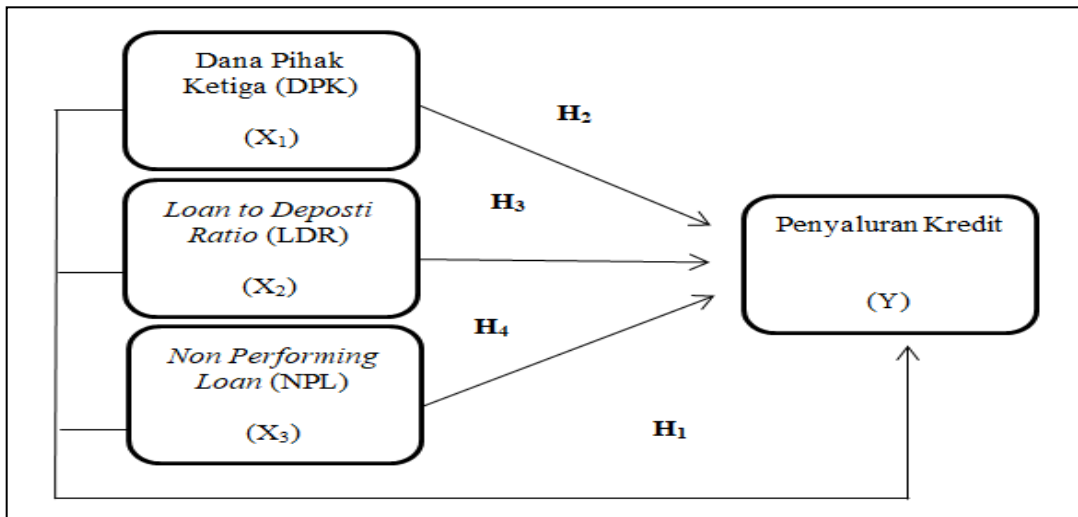 Dana Pihak
Ketiga (DPK)
(X₁)
H₂
Loan to Deposti
Ratio (LDR)
(X₂)
H₃
Penyaluran Kredit
(Y)
Non Performing
Loan (NPL)
(X₃)
H₄
H₁